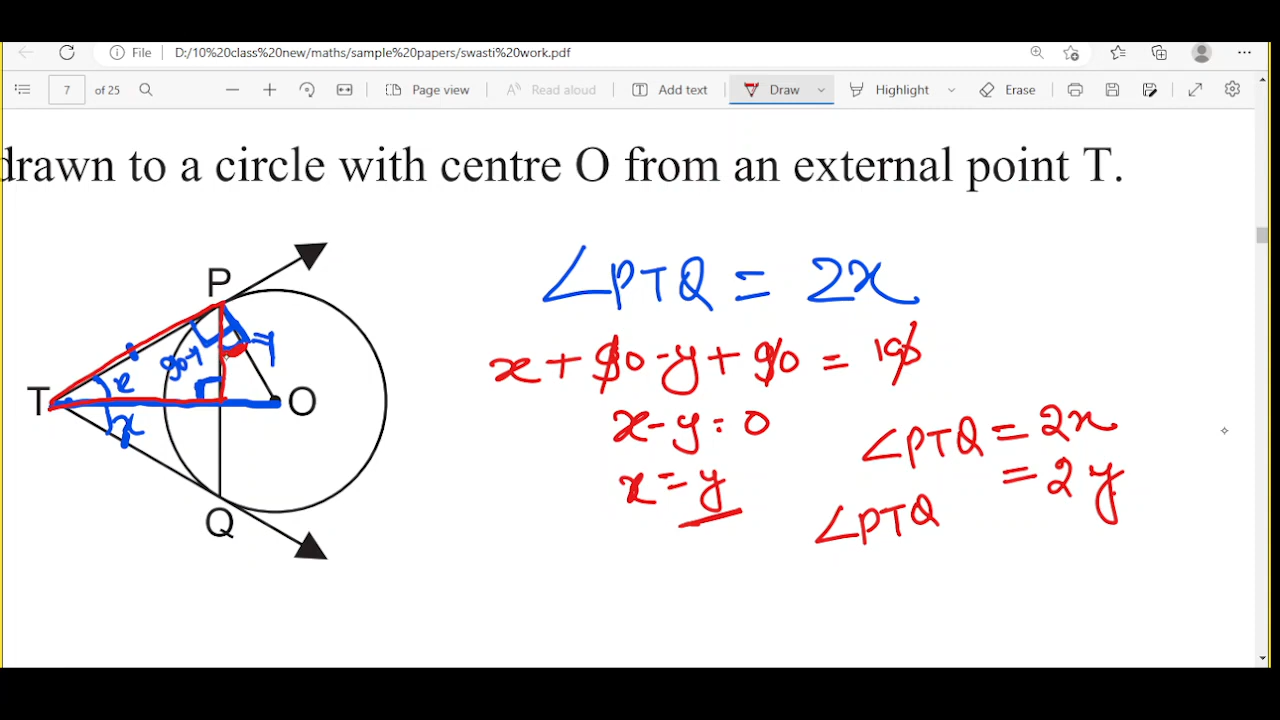 File D:/10%20class%20new/maths/sample%20papers/swasti%20work.pdf
7 of 25 Page view Read aloud Add text Draw Highlight Erase
drawn to a circle with centre O from an external point T.
P
T
O
Q
90-y
y
x
x
∠PTQ = 2x
x + 90 - y + 90 = 180
x - y = 0
x = y
∠PTQ = 2x
= 2y
∠PTQ